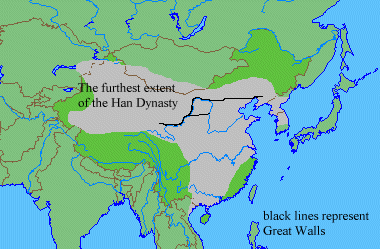 The furthest extent
of the Han Dynasty
black lines represent
Great Walls